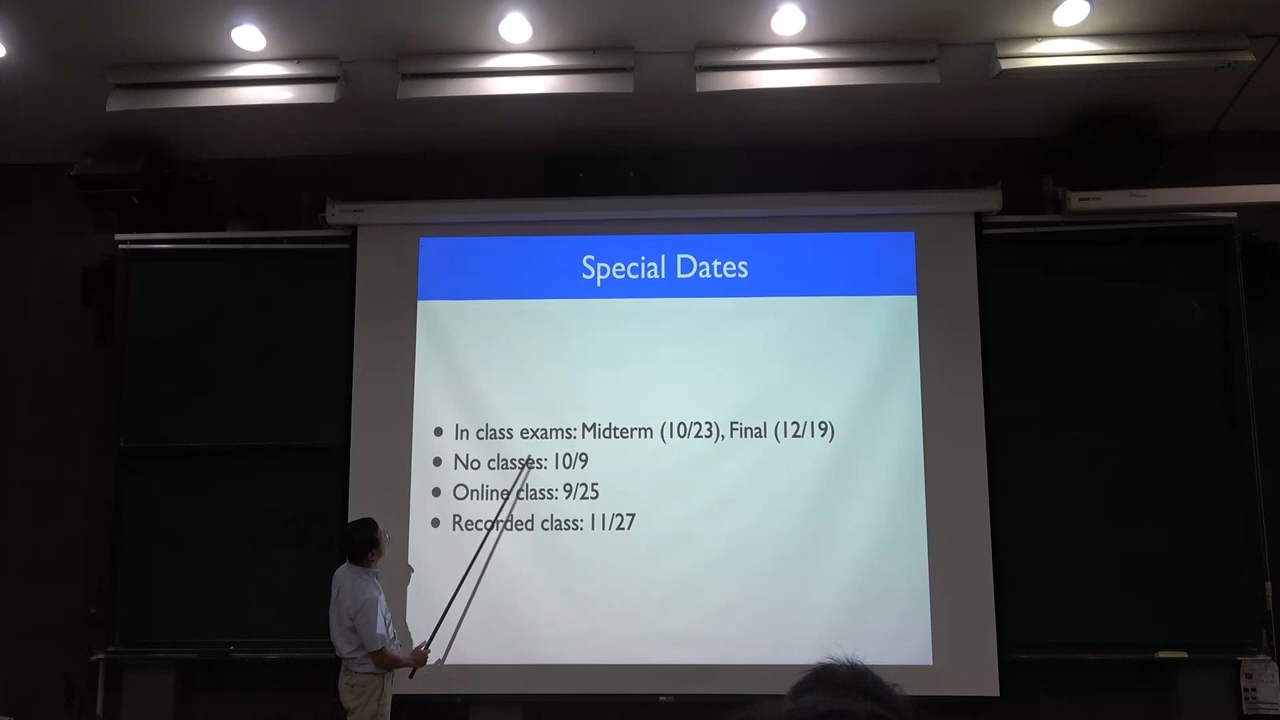 Special Dates
• In class exams: Midterm (10/23), Final (12/19)
• No classes: 10/9
• Online class: 9/25
• Recorded class: 11/27